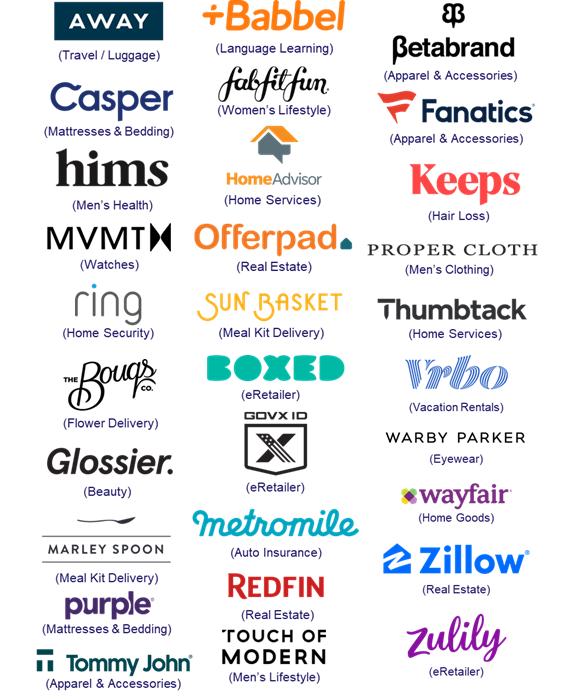 AWAY
(Travel / Luggage)
Casper
(Mattresses & Bedding)
hims
(Men's Health)
MVMT
(Watches)
ring
(Home Security)
THE Bouqs CO.
(Flower Delivery)
Glossier.
(Beauty)
MARLEY SPOON
(Meal Kit Delivery)
purple®
(Mattresses & Bedding)
Tommy John®
(Apparel & Accessories)
+Babbel
(Language Learning)
fabfitfun.
(Women's Lifestyle)
HomeAdvisor
(Home Services)
Offerpad
(Real Estate)
SUN BASKET
(Meal Kit Delivery)
BOXED
(eRetailer)
GOVX ID
(eRetailer)
metromile
(Auto Insurance)
REDFIN
(Real Estate)
TOUCH OF
MODERN
(Men's Lifestyle)
βetabrand
(Apparel & Accessories)
Fanatics®
(Apparel & Accessories)
Keeps
(Hair Loss)
PROPER CLOTH
(Men's Clothing)
Thumbtack
(Home Services)
Vrbo
(Vacation Rentals)
WARBY PARKER
(Eyewear)
wayfair®
(Home Goods)
Zillow®
(Real Estate)
zulily
(eRetailer)